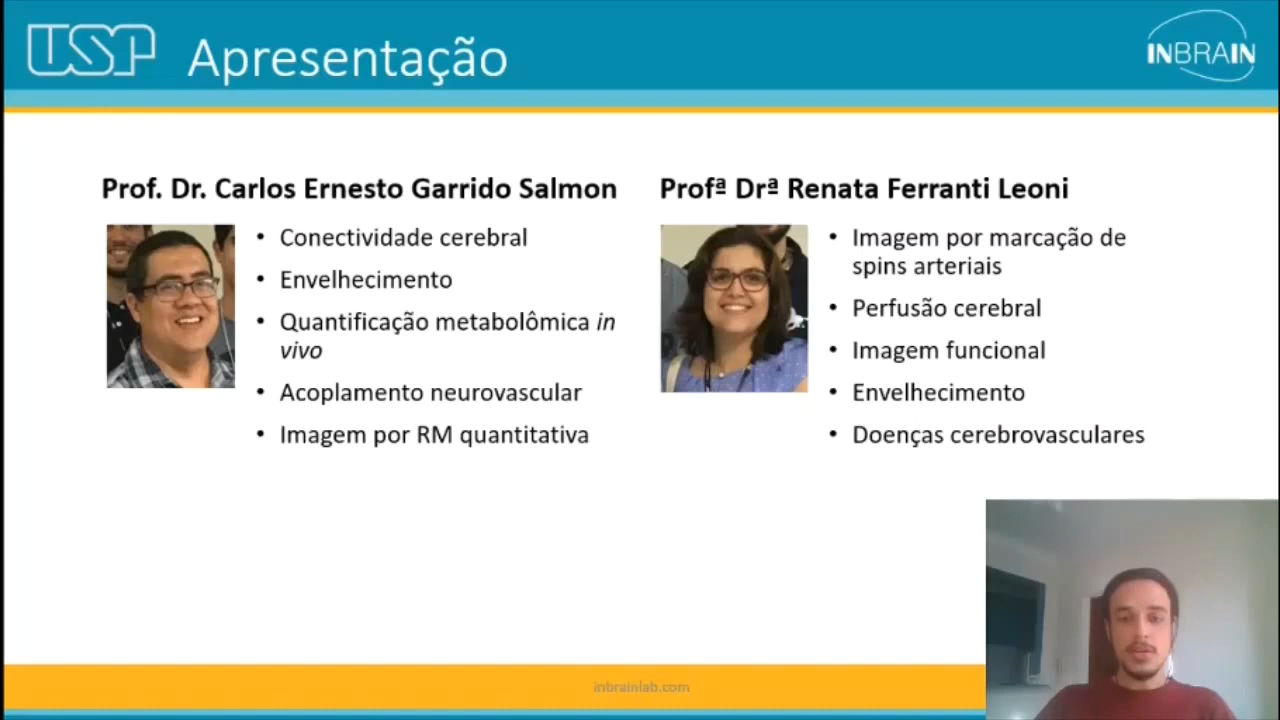 USP
Apresentação
INBRAIN
Prof. Dr. Carlos Ernesto Garrido Salmon
• Conectividade cerebral
• Envelhecimento
• Quantificação metabolômica in
vivo
• Acoplamento neurovascular
• Imagem por RM quantitativa
Profª Drª Renata Ferranti Leoni
• Imagem por marcação de
spins arteriais
• Perfusão cerebral
• Imagem funcional
• Envelhecimento
• Doenças cerebrovasculares
inbrainlab.com